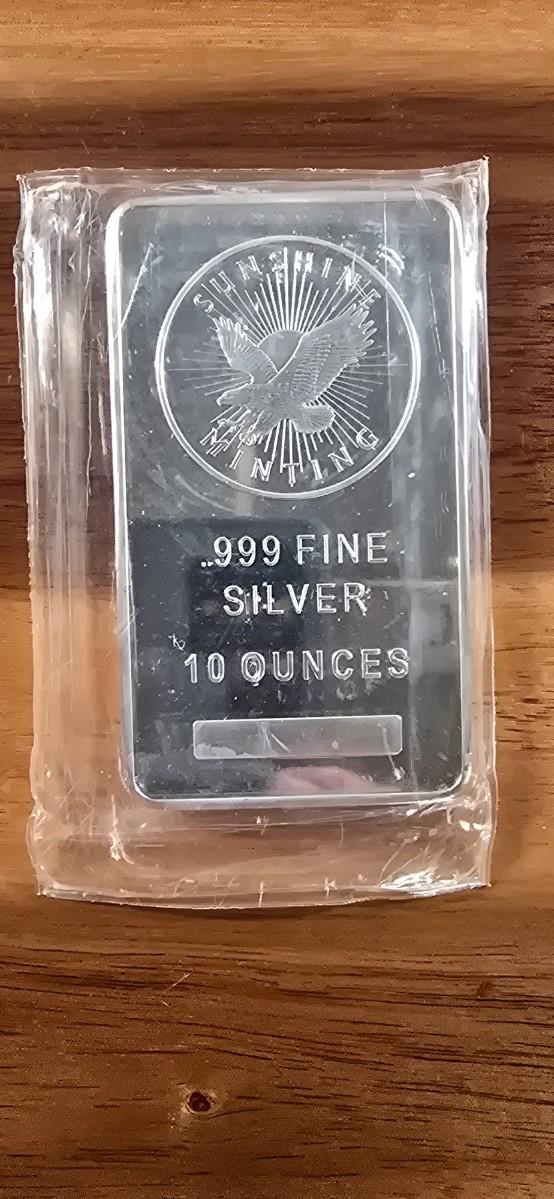 SUNSHINE
MINTING
.999 FINE
SILVER
10 OUNCES